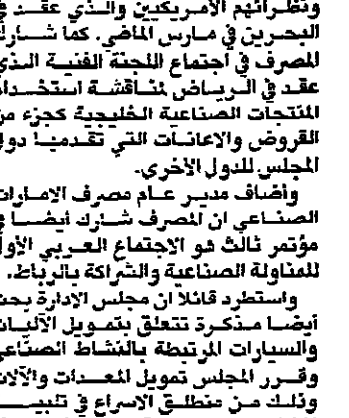 ونظرائهم الأمريكيين والذي عقد في
البحرين في مارس الماضي. كما شارك
المصرف في اجتماع اللجنة الفنية الذي
عقد في الرياض لمناقشة استخدام
المنتجات الصناعية الخليجية كجزء من
القروض والاعانات التي تقدمها دول
المجلس للدول الأخرى.
وأضاف مدير عام مصرف الامارات
الصناعي ان المصرف شارك أيضا في
مؤتمر ثالث هو الاجتماع العربي الأول
للمناولة الصناعية والشراكة بالرباط.
واستطرد قائلا ان مجلس الادارة بحث
أيضا مذكرة تتعلق بتمويل الآليات
والسيارات المرتبطة بالنشاط الصناعي
وقرر المجلس تمويل المعدات والآلات
وذلك من منطلق الاسراع في